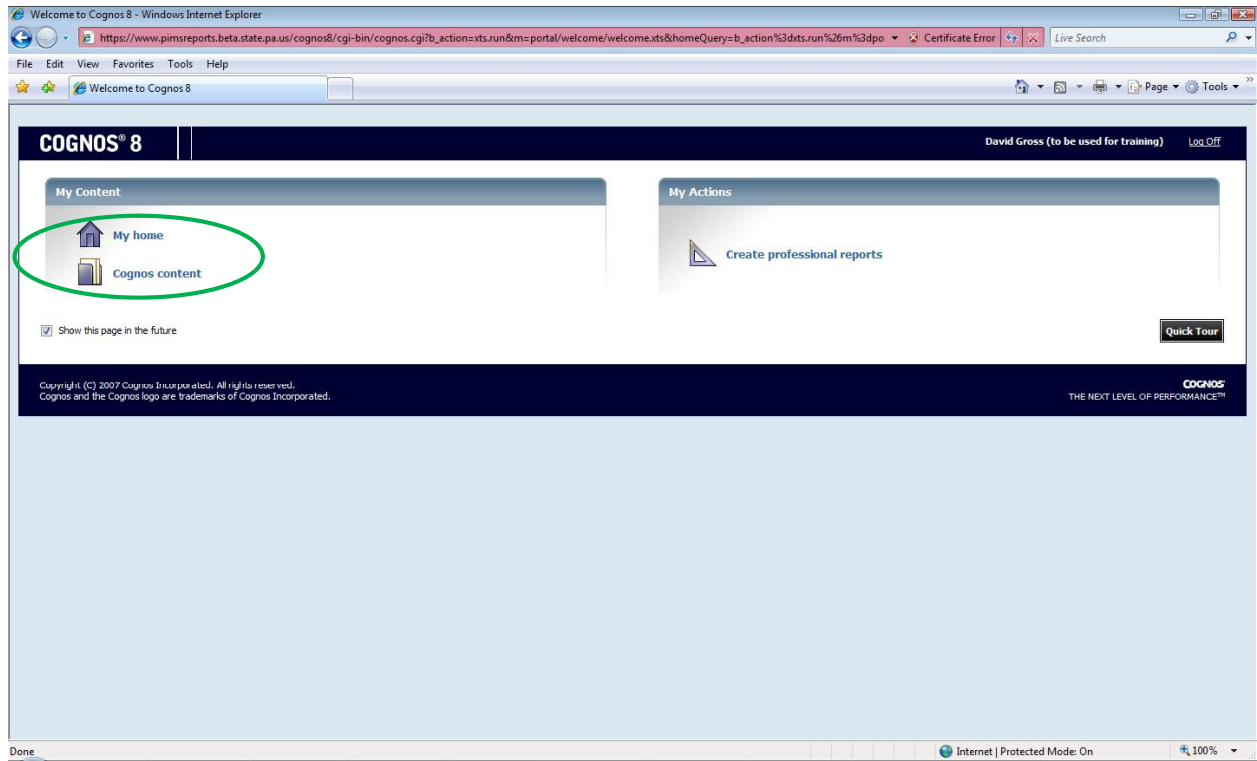 Welcome to Cognos 8 - Windows Internet Explorer
https://www.pimsreports.beta.state.pa.us/cognos8/cgi-bin/cognos.cgi?b_action=xts.run&m=portal/welcome/welcome.xts&homeQuery=b_action%3dxts.run%26m%3dpo Certificate Error Live Search
File Edit View Favorites Tools Help
Welcome to Cognos 8 Page Tools »
COGNOS® 8 David Gross (to be used for training) Log Off
My Content
My home
Cognos content
My Actions
Create professional reports
Show this page in the future
Quick Tour
Copyright (C) 2007 Cognos Incorporated. All rights reserved.
Cognos and the Cognos logo are trademarks of Cognos Incorporated.
COGNOS
THE NEXT LEVEL OF PERFORMANCE™
Done Internet | Protected Mode: On 100%